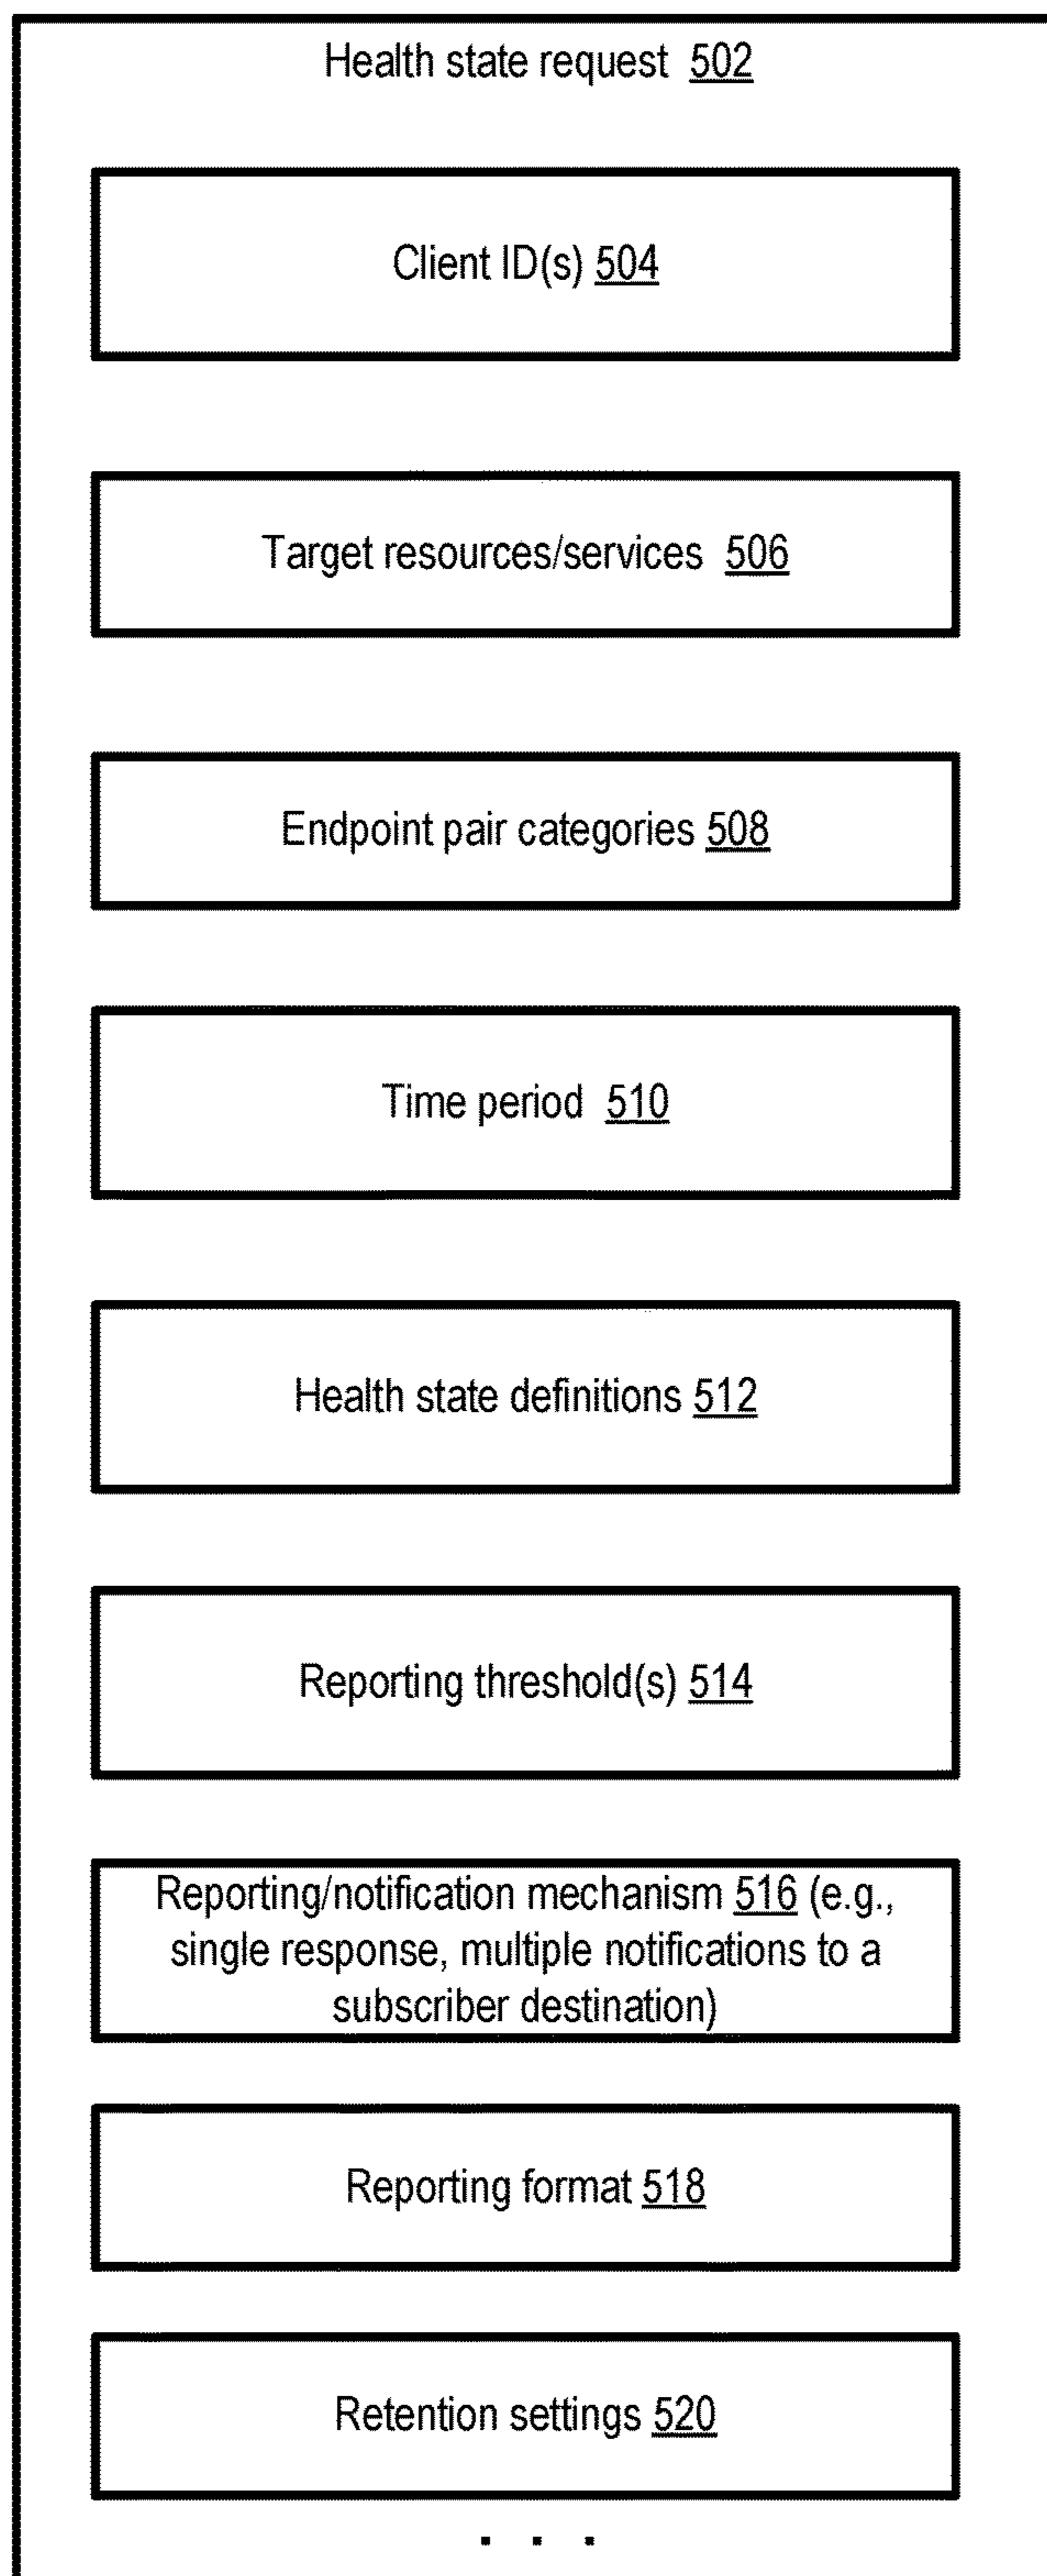 Health state request 502
Client ID(s) 504
Target resources/services 506
Endpoint pair categories 508
Time period 510
Health state definitions 512
Reporting threshold(s) 514
Reporting/notification mechanism 516 (e.g.,
single response, multiple notifications to a
subscriber destination)
Reporting format 518
Retention settings 520
. . .